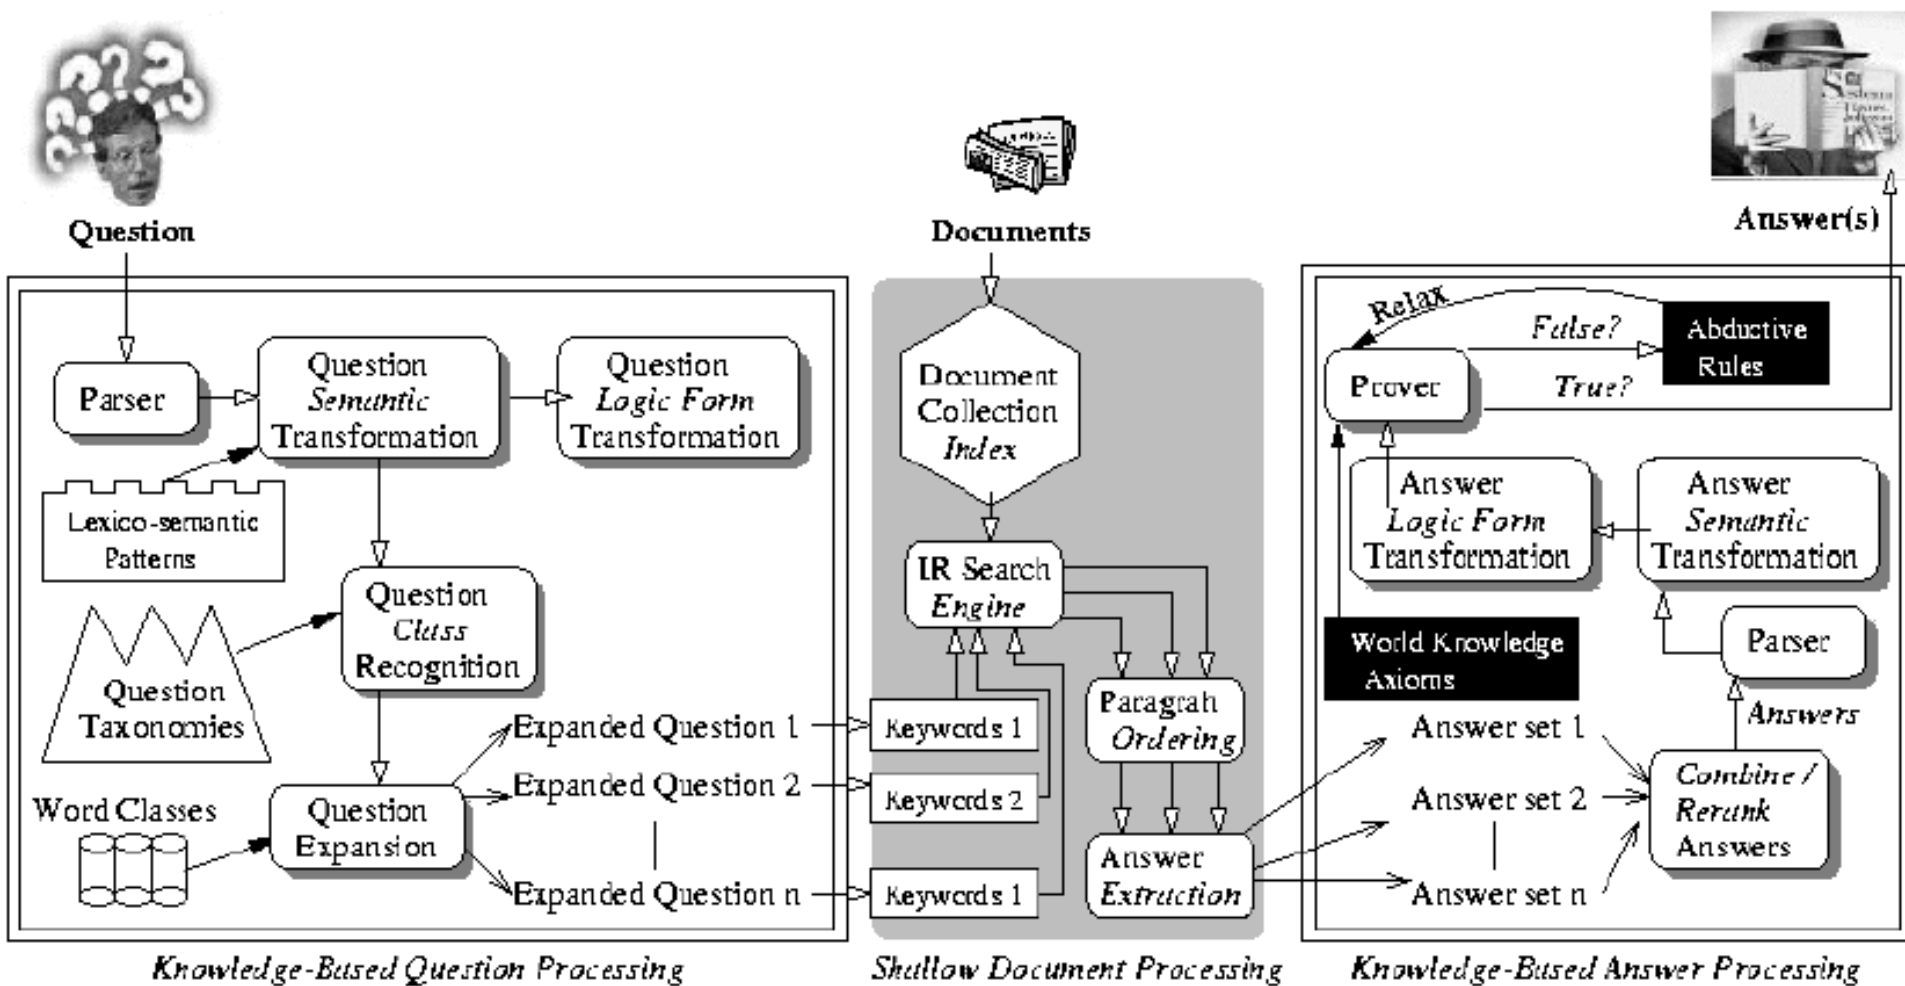 Question
Documents
Answer(s)
Parser
Question
Semantic
Transformation
Question
Logic Form
Transformation
Lexico-semantic
Patterns
Question
Class
Recognition
Question
Taxonomies
Word Classes
Question
Expansion
Expanded Question 1
Expanded Question 2
Expanded Question n
Knowledge-Based Question Processing
Document
Collection
Index
IR Search
Engine
Keywords 1
Keywords 2
Keywords 1
Paragrah
Ordering
Answer
Extraction
Shallow Document Processing
Relax
False?
True?
Abductive
Rules
Prover
Answer
Logic Form
Transformation
Answer
Semantic
Transformation
World Knowledge
Axioms
Parser
Answers
Answer set 1
Answer set 2
Answer set n
Combine /
Rerank
Answers
Knowledge-Based Answer Processing